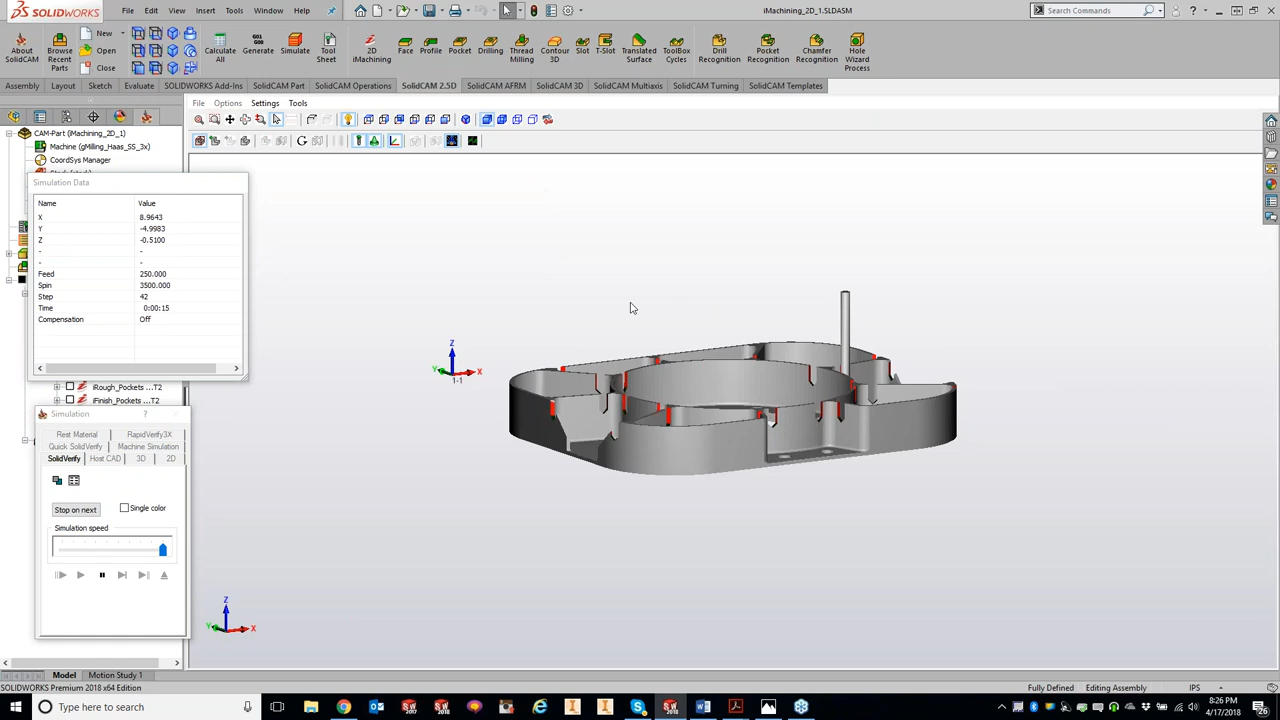 SOLIDWORKS
File
Edit
View
Insert
Tools
Window
Help
iMachining_2D_1.SLDASM
Search Commands
About SolidCAM
Browse Recent Parts
New
Open
Close
Calculate All
G01 G00
Generate
Simulate
Tool Sheet
2D iMachining
Face
Profile
Pocket
Drilling
Thread Milling
Contour 3D
Slot
T-Slot
Translated Surface
ToolBox Cycles
Drill Recognition
Pocket Recognition
Chamfer Recognition
Hole Wizard Process
Assembly
Layout
Sketch
Evaluate
SOLIDWORKS Add-Ins
SolidCAM Part
SolidCAM Operations
SolidCAM 2.5D
SolidCAM AFRM
SolidCAM 3D
SolidCAM Multiaxis
SolidCAM Turning
SolidCAM Templates
File
Options
Settings
Tools
CAM-Part (iMachining_2D_1)
Machine (gMilling_Haas_SS_3x)
CoordSys Manager
Simulation Data
Name Value
X 8.9643
Y -4.9983
Z -0.5100
- -
- -
Feed 250.000
Spin 3500.000
Step 42
Time 0:00:15
Compensation Off
iRough_Pockets ...T2
iFinish_Pockets ...T2
Simulation ?
Rest Material
RapidVerify3X
Quick SolidVerify
Machine Simulation
SolidVerify
Host CAD
3D
2D
Stop on next
Single color
Simulation speed
Z
Y
X
1-1
Z
Y
X
Model
Motion Study 1
SOLIDWORKS Premium 2018 x64 Edition
Fully Defined
Editing Assembly
IPS
Type here to search
8:26 PM
4/17/2018